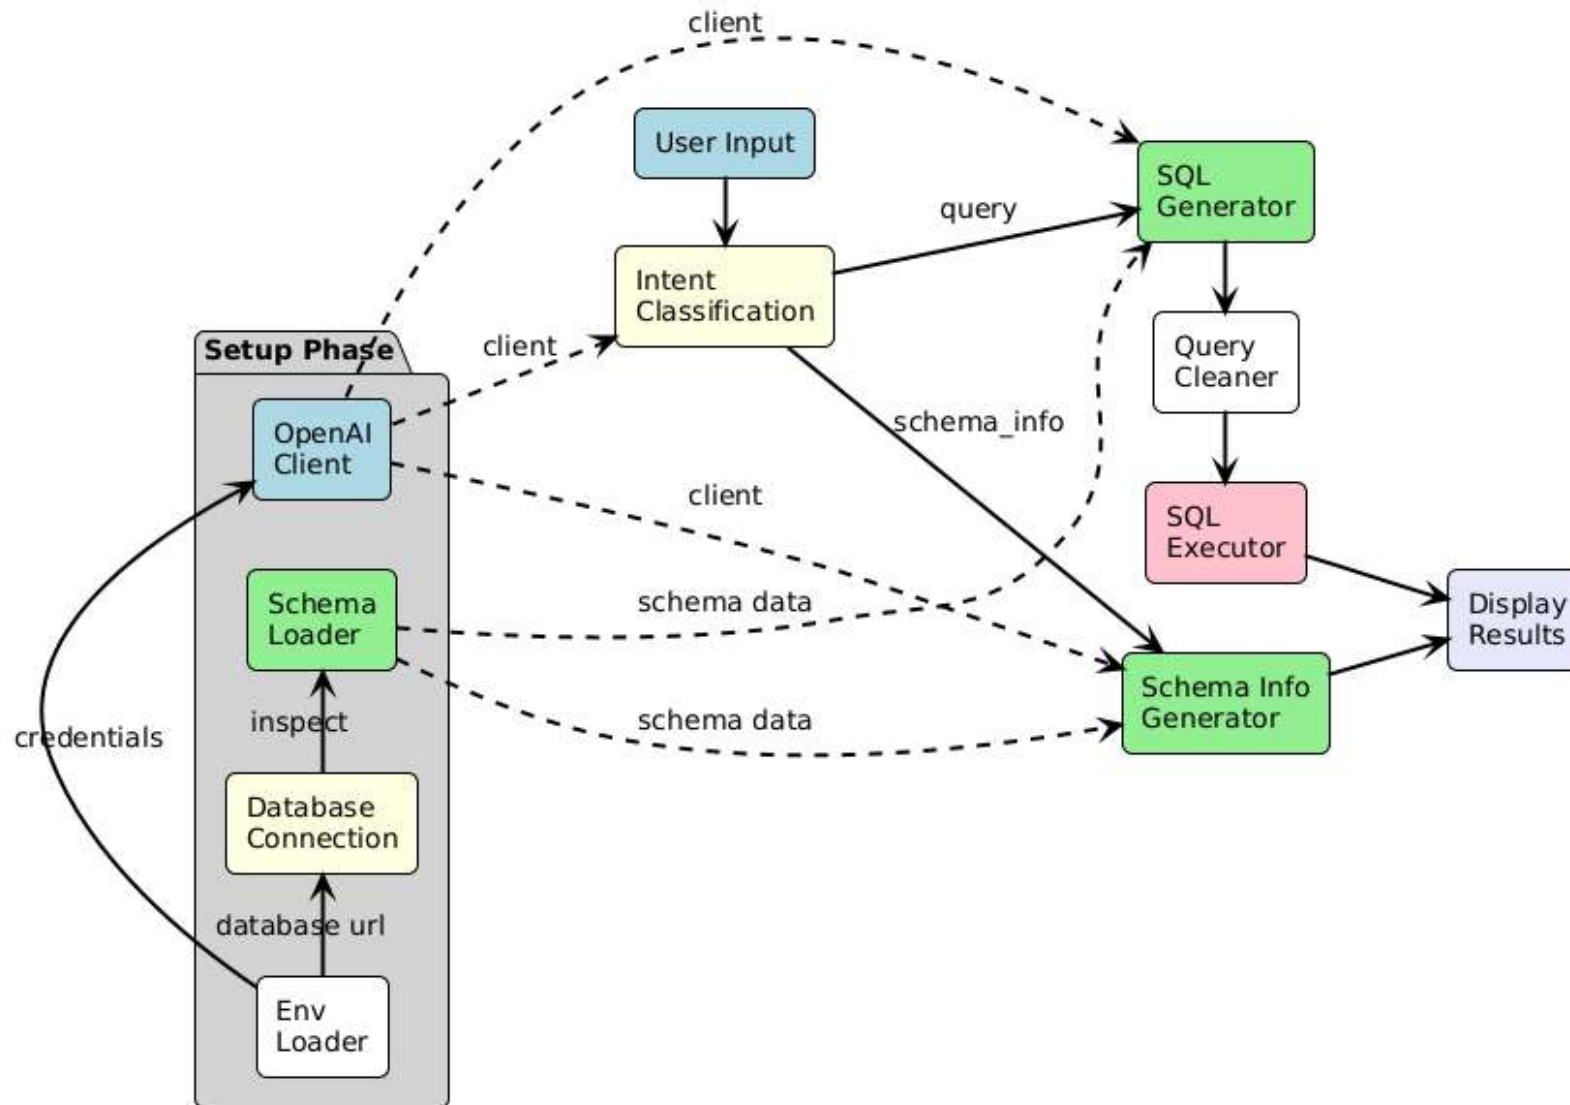 client
User Input
SQL
Generator
query
Intent
Classification
client
Setup Phase
Query
Cleaner
OpenAI
Client
schema_info
client
SQL
Executor
Schema
Loader
schema data
Display
Results
Schema Info
Generator
inspect
schema data
credentials
Database
Connection
database url
Env
Loader